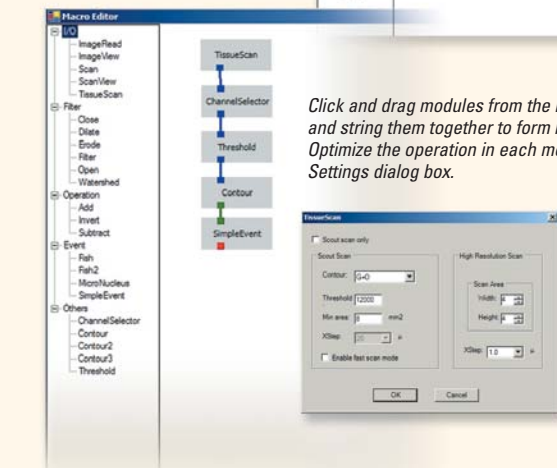 Macro Editor
I/O
ImageRead
ImageView
Scan
ScanView
TissueScan
Filter
Close
Dilate
Erode
Filter
Open
Watershed
Operation
Add
Invert
Subtract
Event
Fish
Fish2
MicroNucleus
SimpleEvent
Others
ChannelSelector
Contour
Contour2
Contour3
Threshold
TissueScan
ChannelSelector
Threshold
Contour
SimpleEvent
Click and drag modules from the
and string them together to form
Optimize the operation in each
Settings dialog box.
TissueScan
Scout scan only
Scout Scan
Contour: G+O
Threshold 12000
Min area: 8 mm2
XStep: 20
Enable fast scan mode
High Resolution Scan
Scan Area
Width: 4
Height: 4
XStep: 1.0
OK Cancel